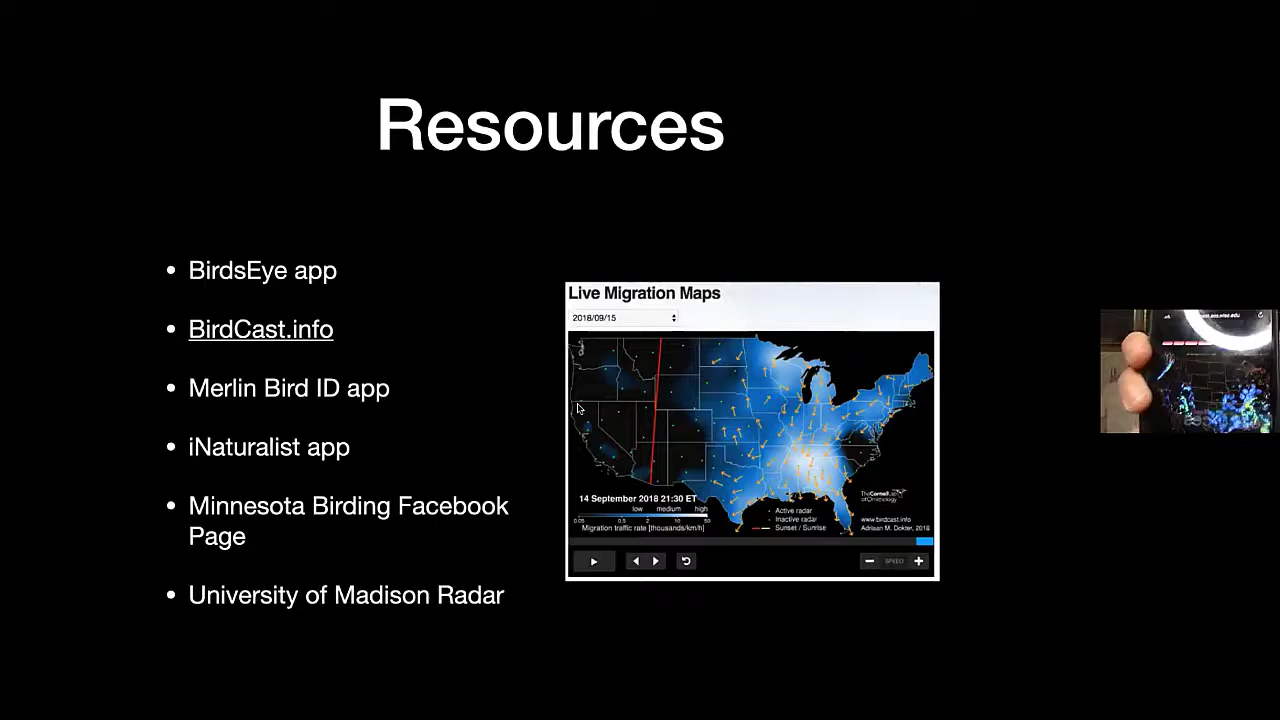 Resources
• BirdsEye app
• BirdCast.info
• Merlin Bird ID app
• iNaturalist app
• Minnesota Birding Facebook
Page
• University of Madison Radar
Live Migration Maps
2018/09/15
14 September 2018 21:30 ET
low medium high
0.05 0.5 2 10 50
Migration traffic rate [thousands/km/h]
Active radar
Inactive radar
Sunset / Sunrise
TheCornellLab
of Ornithology
www.birdcast.info
Adriaan M. Dokter, 2018
SPEED